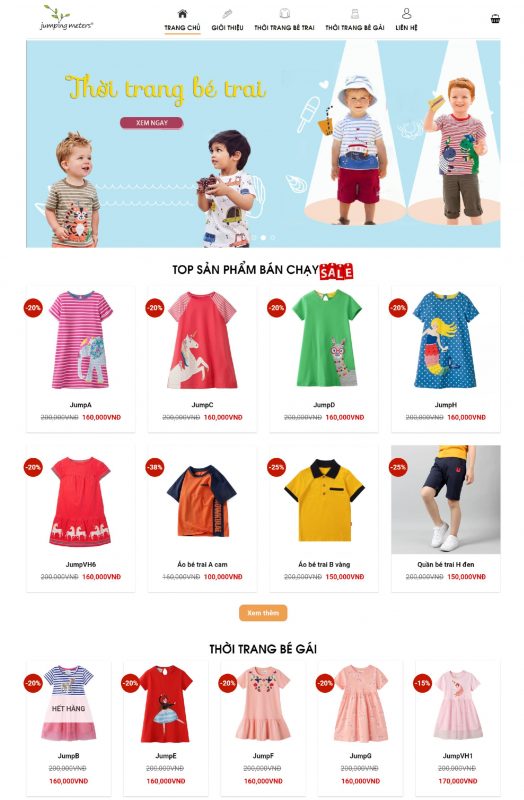 jumping meters®
TRANG CHỦ GIỚI THIỆU THỜI TRANG BÉ TRAI THỜI TRANG BÉ GÁI LIÊN HỆ
Thời trang bé trai
XEM NGAY
TOP SẢN PHẨM BÁN CHẠY SALE
-20% -20% -20% -20%
JumpA JumpC JumpD JumpH
200,000VNĐ 160,000VNĐ 200,000VNĐ 160,000VNĐ 200,000VNĐ 160,000VNĐ 200,000VNĐ 160,000VNĐ
-20% -38% -25% -25%
JumpVH6 Áo bé trai A cam Áo bé trai B vàng Quần bé trai H đen
200,000VNĐ 160,000VNĐ 160,000VNĐ 100,000VNĐ 200,000VNĐ 150,000VNĐ 200,000VNĐ 150,000VNĐ
Xem thêm
THỜI TRANG BÉ GÁI
-20% -20% -20% -20% -15%
HẾT HÀNG
JumpB JumpE JumpF JumpG JumpVH1
200,000VNĐ 200,000VNĐ 200,000VNĐ 200,000VNĐ 200,000VNĐ
160,000VNĐ 160,000VNĐ 160,000VNĐ 160,000VNĐ 170,000VNĐ